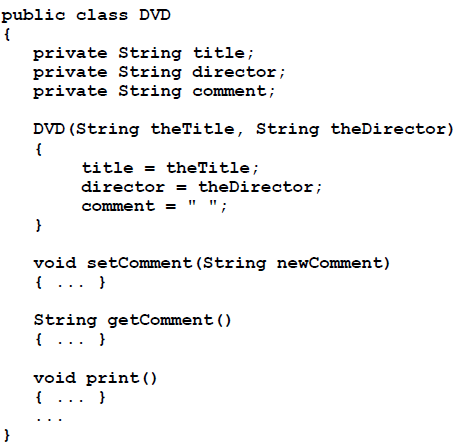 public class DVD
{
private String title;
private String director;
private String comment;
DVD(String theTitle, String theDirector)
{
title = theTitle;
director = theDirector;
comment = " ";
}
void setComment(String newComment)
{ ... }
String getComment()
{ ... }
void print()
{ ... }
...
}